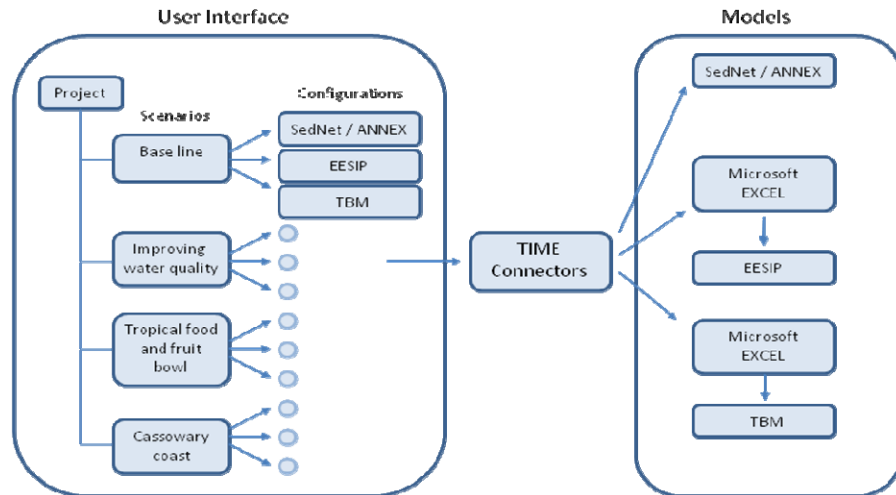 User Interface
Project
Scenarios
Configurations
Base line
SedNet / ANNEX
EESIP
TBM
Improving
water quality
Tropical food
and fruit
bowl
Cassowary
coast
TIME
Connectors
Models
SedNet / ANNEX
Microsoft
EXCEL
EESIP
Microsoft
EXCEL
TBM